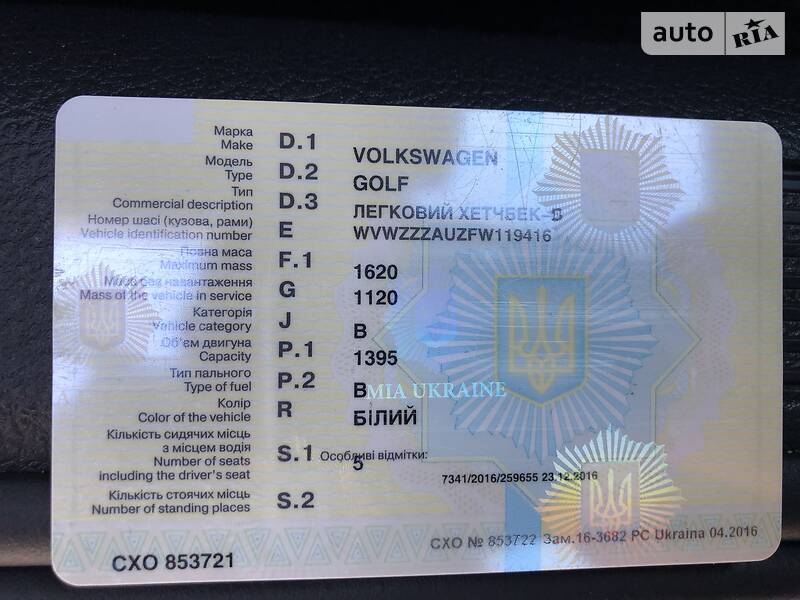 auto RIA
Марка
Make D.1 VOLKSWAGEN
Модель
Type D.2 GOLF
Тип
Commercial description D.3 ЛЕГКОВИЙ ХЕТЧБЕК-В
Номер шасі (кузова, рами)
Vehicle identification number E WVWZZZAUZFW119416
Повна маса
Maximum mass F.1 1620
Маса без навантаження
Mass of the vehicle in service G 1120
Категорія
Vehicle category J B
Об'єм двигуна
Capacity P.1 1395
Тип пального
Type of fuel P.2 B
MIA UKRAINE
Колір
Color of the vehicle R БІЛИЙ
Кількість сидячих місць
з місцем водія
Number of seats
including the driver's seat S.1 5
Особливі відмітки:
7341/2016/259655 23.12.2016
Кількість стоячих місць
Number of standing places S.2
СХО № 853722 Зам.16-3682 РС Ukraina 04.2016
СХО 853721